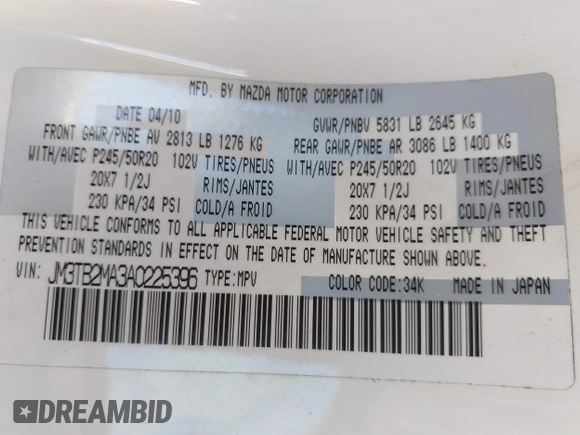 MFD. BY MAZDA MOTOR CORPORATION
DATE 04/10 GVWR/PNBV 5831 LB 2645 KG
FRONT GAWR/PNBE AV 2813 LB 1276 KG REAR GAWR/PNBE AR 3086 LB 1400 KG
WITH/AVEC P245/50R20 102V TIRES/PNEUS WITH/AVEC P245/50R20 102V TIRES/PNEUS
20X7 1/2J RIMS/JANTES 20X7 1/2J RIMS/JANTES
230 KPA/34 PSI COLD/A FROID 230 KPA/34 PSI COLD/A FROID
THIS VEHICLE CONFORMS TO ALL APPLICABLE FEDERAL MOTOR VEHICLE SAFETY AND THEFT
PREVENTION STANDARDS IN EFFECT ON THE DATE OF MANUFACTURE SHOWN ABOVE.
VIN: JM3TB2MA3A0225396 TYPE:MPV COLOR CODE:34K MADE IN JAPAN
DREAMBID